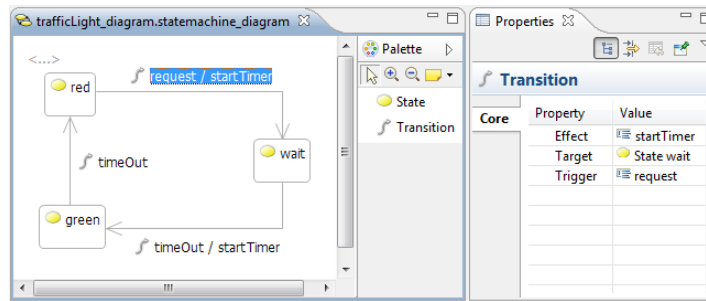 trafficLight_diagram.statemachine_diagram
<...>
request / startTimer
red
wait
timeOut
green
timeOut / startTimer
Palette
State
Transition
Properties
Transition
Core
Property Value
Effect startTimer
Target State wait
Trigger request